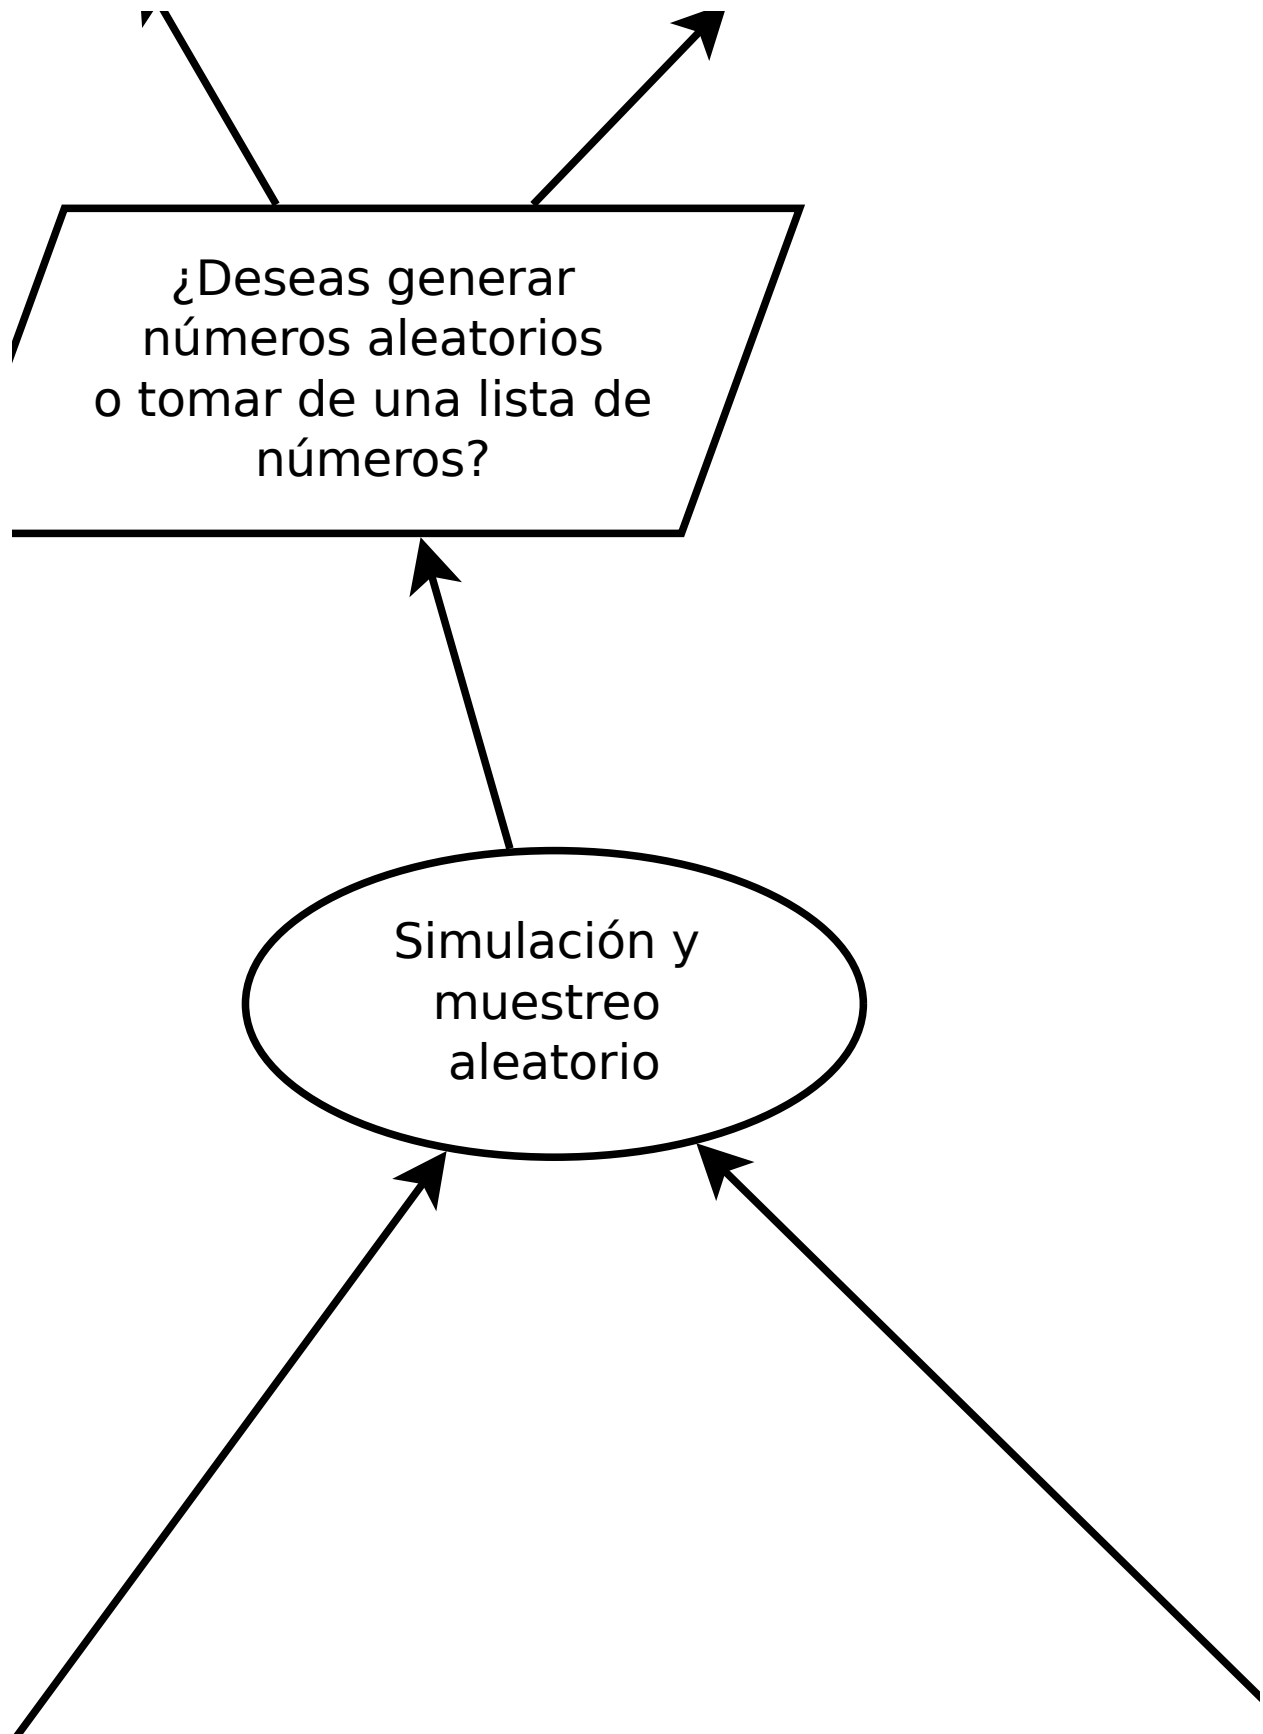 ¿Deseas generar
números aleatorios
o tomar de una lista de
números?
Simulación y
muestreo
aleatorio